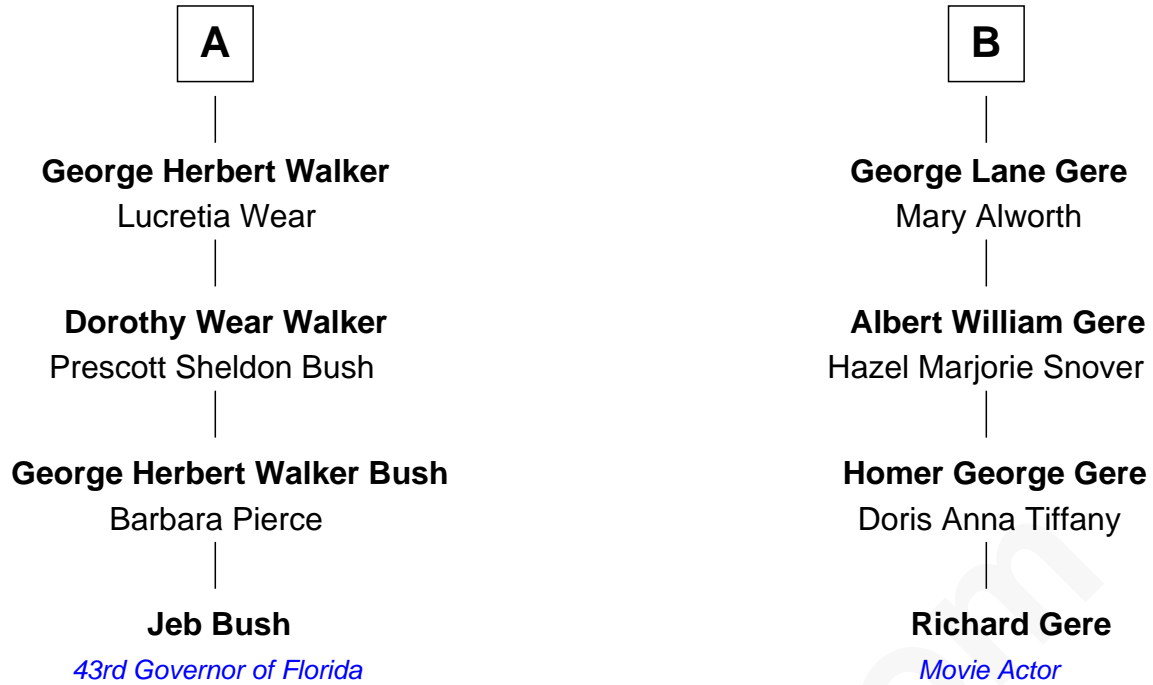 A
George Herbert Walker
Lucretia Wear
Dorothy Wear Walker
Prescott Sheldon Bush
George Herbert Walker Bush
Barbara Pierce
Jeb Bush
43rd Governor of Florida
B
George Lane Gere
Mary Alworth
Albert William Gere
Hazel Marjorie Snover
Homer George Gere
Doris Anna Tiffany
Richard Gere
Movie Actor